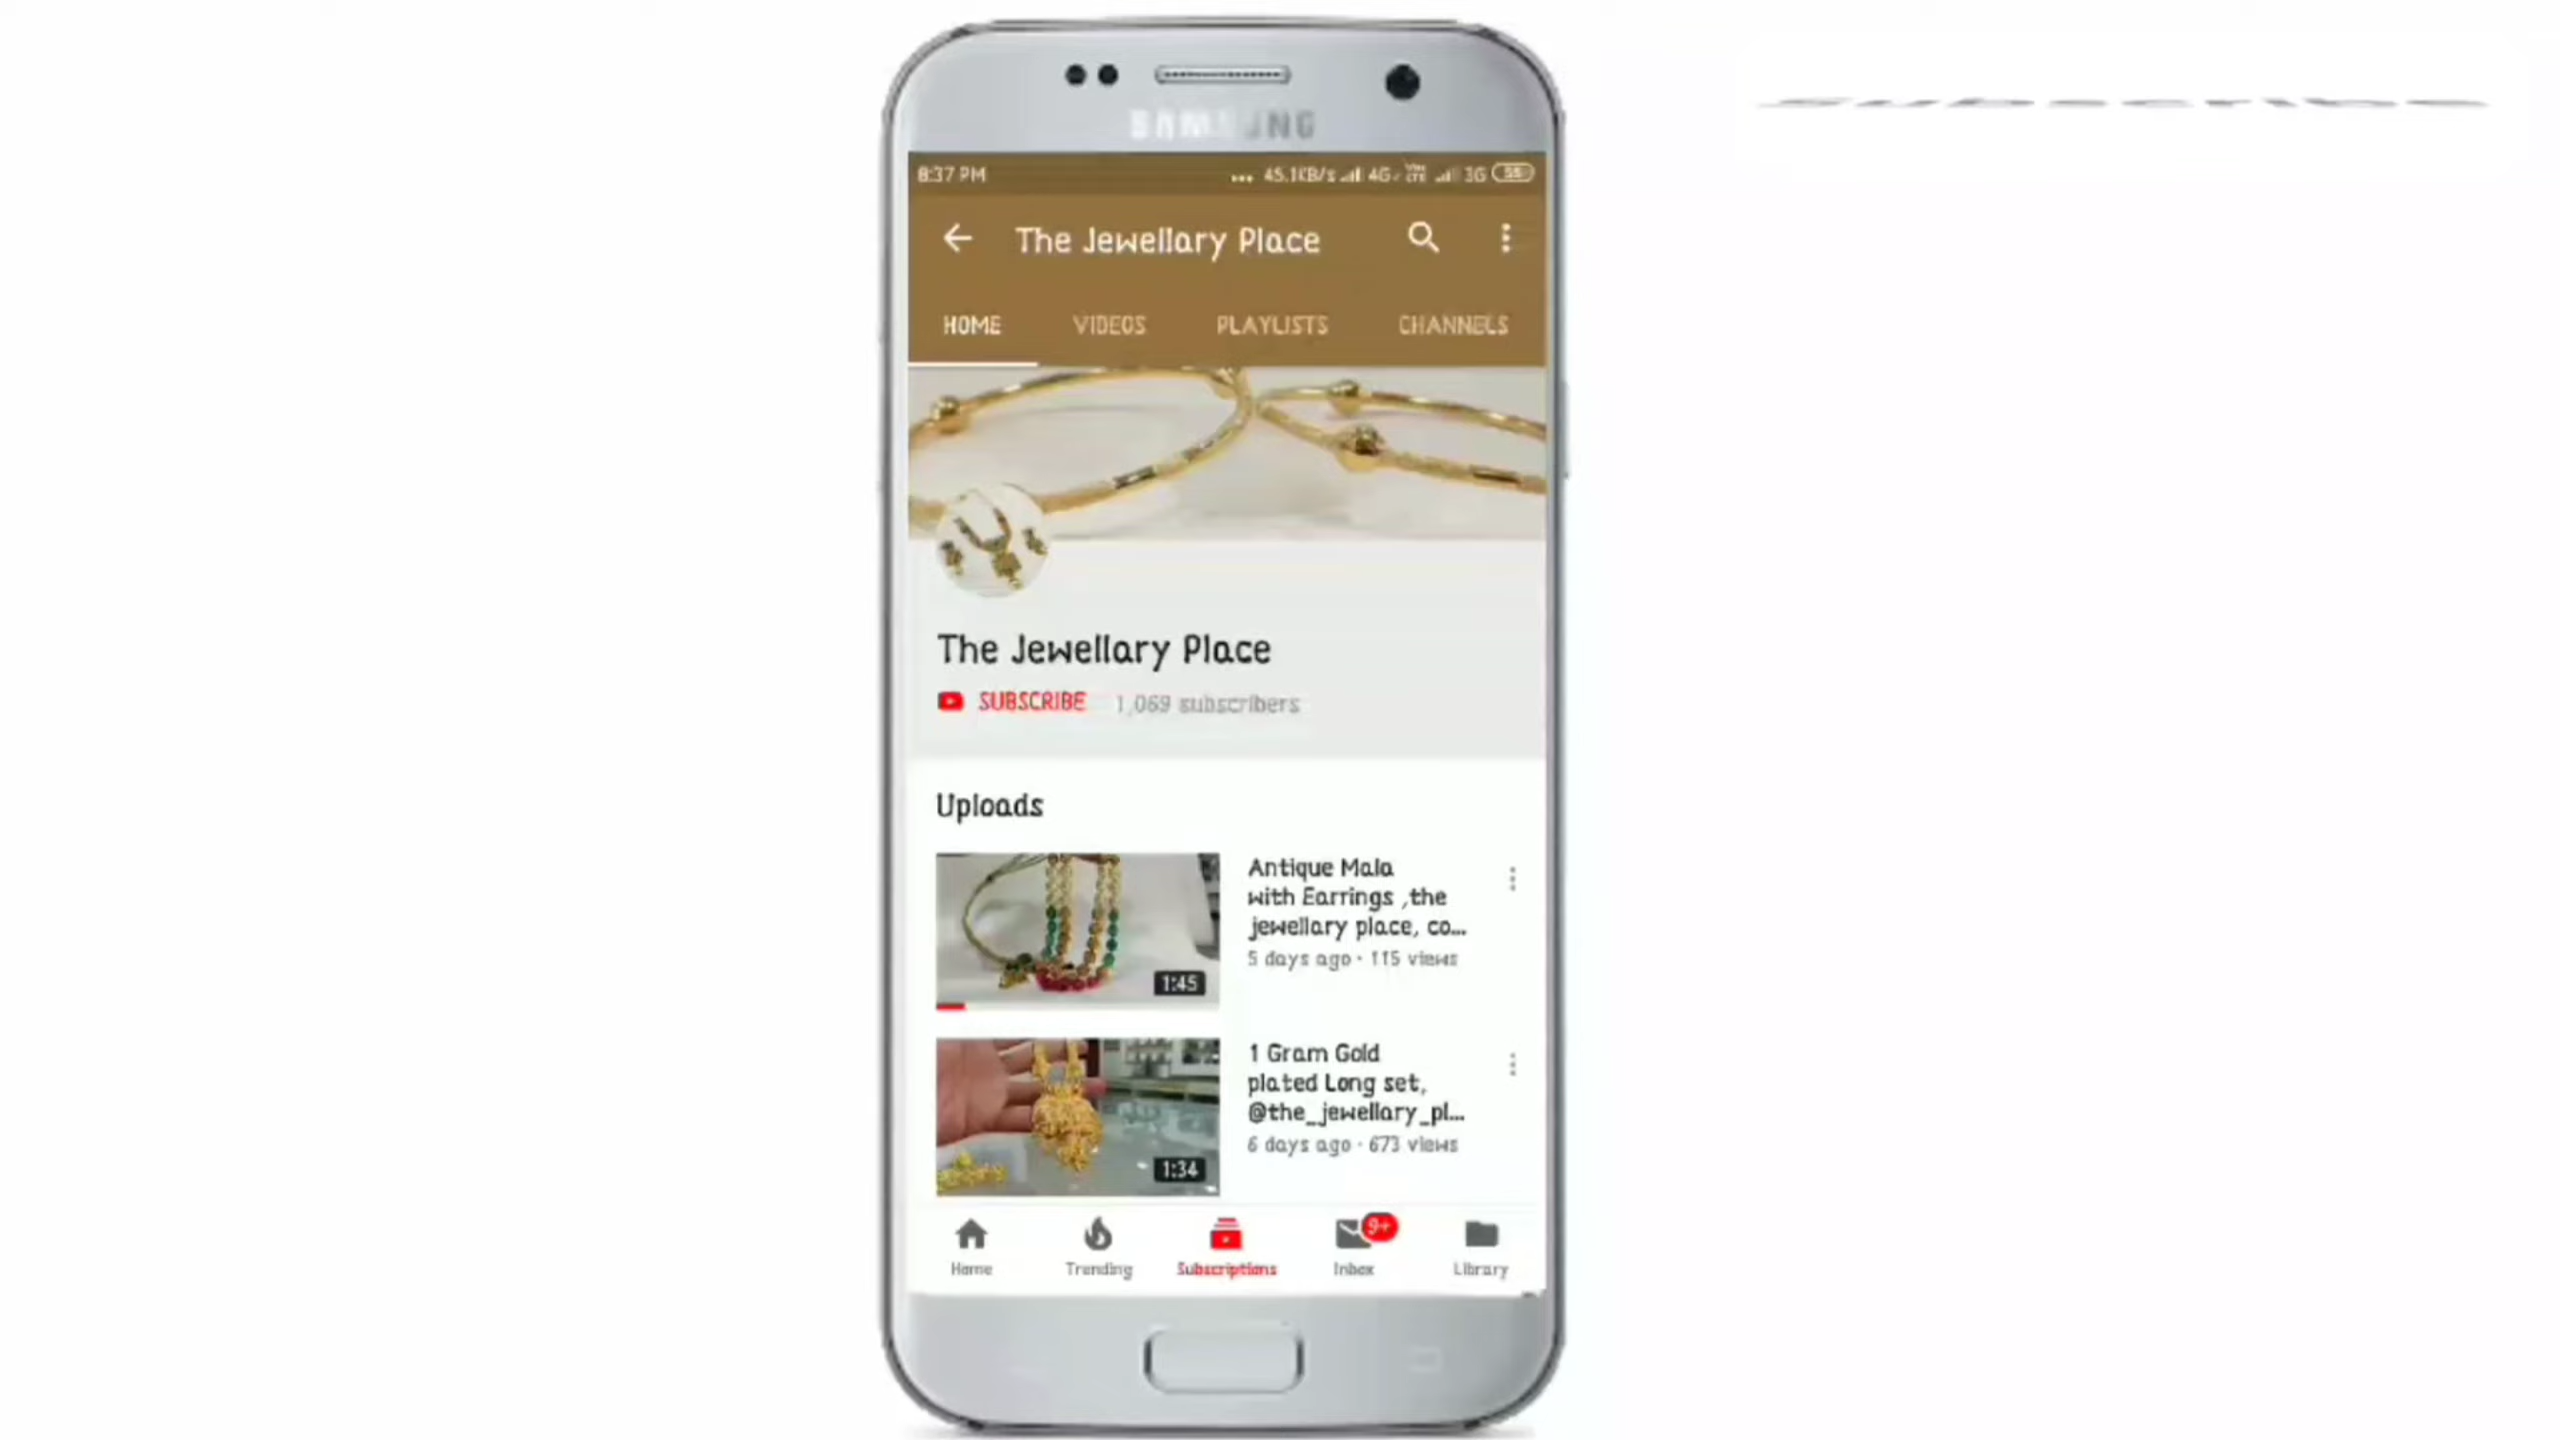 SAMSUNG
8:37 PM ... 45.1KB/s 4G 3G
The Jewellary Place
HOME VIDEOS PLAYLISTS CHANNELS
The Jewellary Place
SUBSCRIBE 1,069 subscribers
Uploads
Antique Mala
with Earrings ,the
jewellary place, co...
5 days ago · 115 views
1:45
1 Gram Gold
plated Long set,
@the_jewellary_pl...
6 days ago · 673 views
1:34
9+
Home Trending Subscriptions Inbox Library